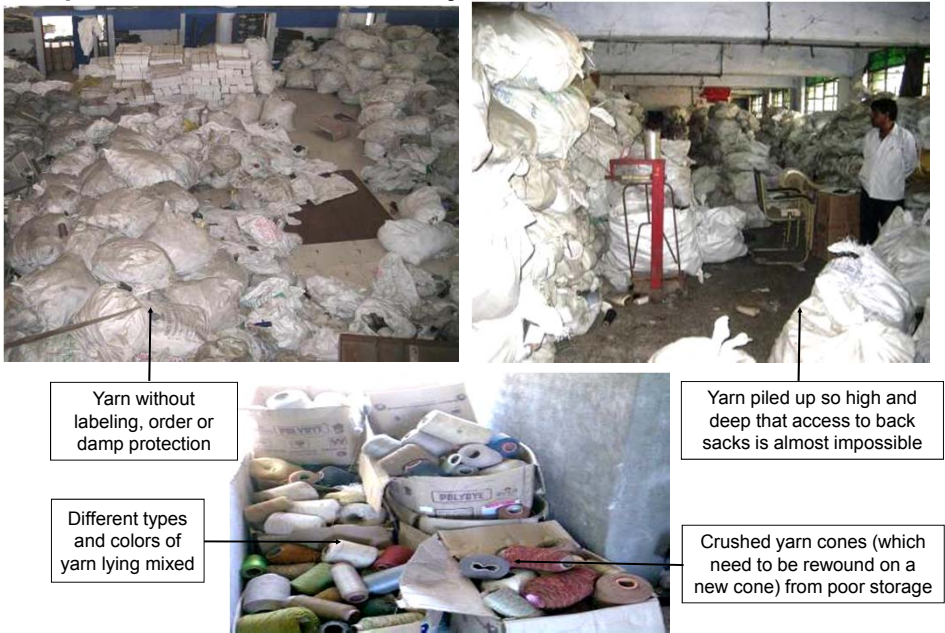 Yarn without
labeling, order or
damp protection
Yarn piled up so high and
deep that access to back
sacks is almost impossible
Different types
and colors of
yarn lying mixed
Crushed yarn cones (which
need to be rewound on a
new cone) from poor storage
POLYDYE